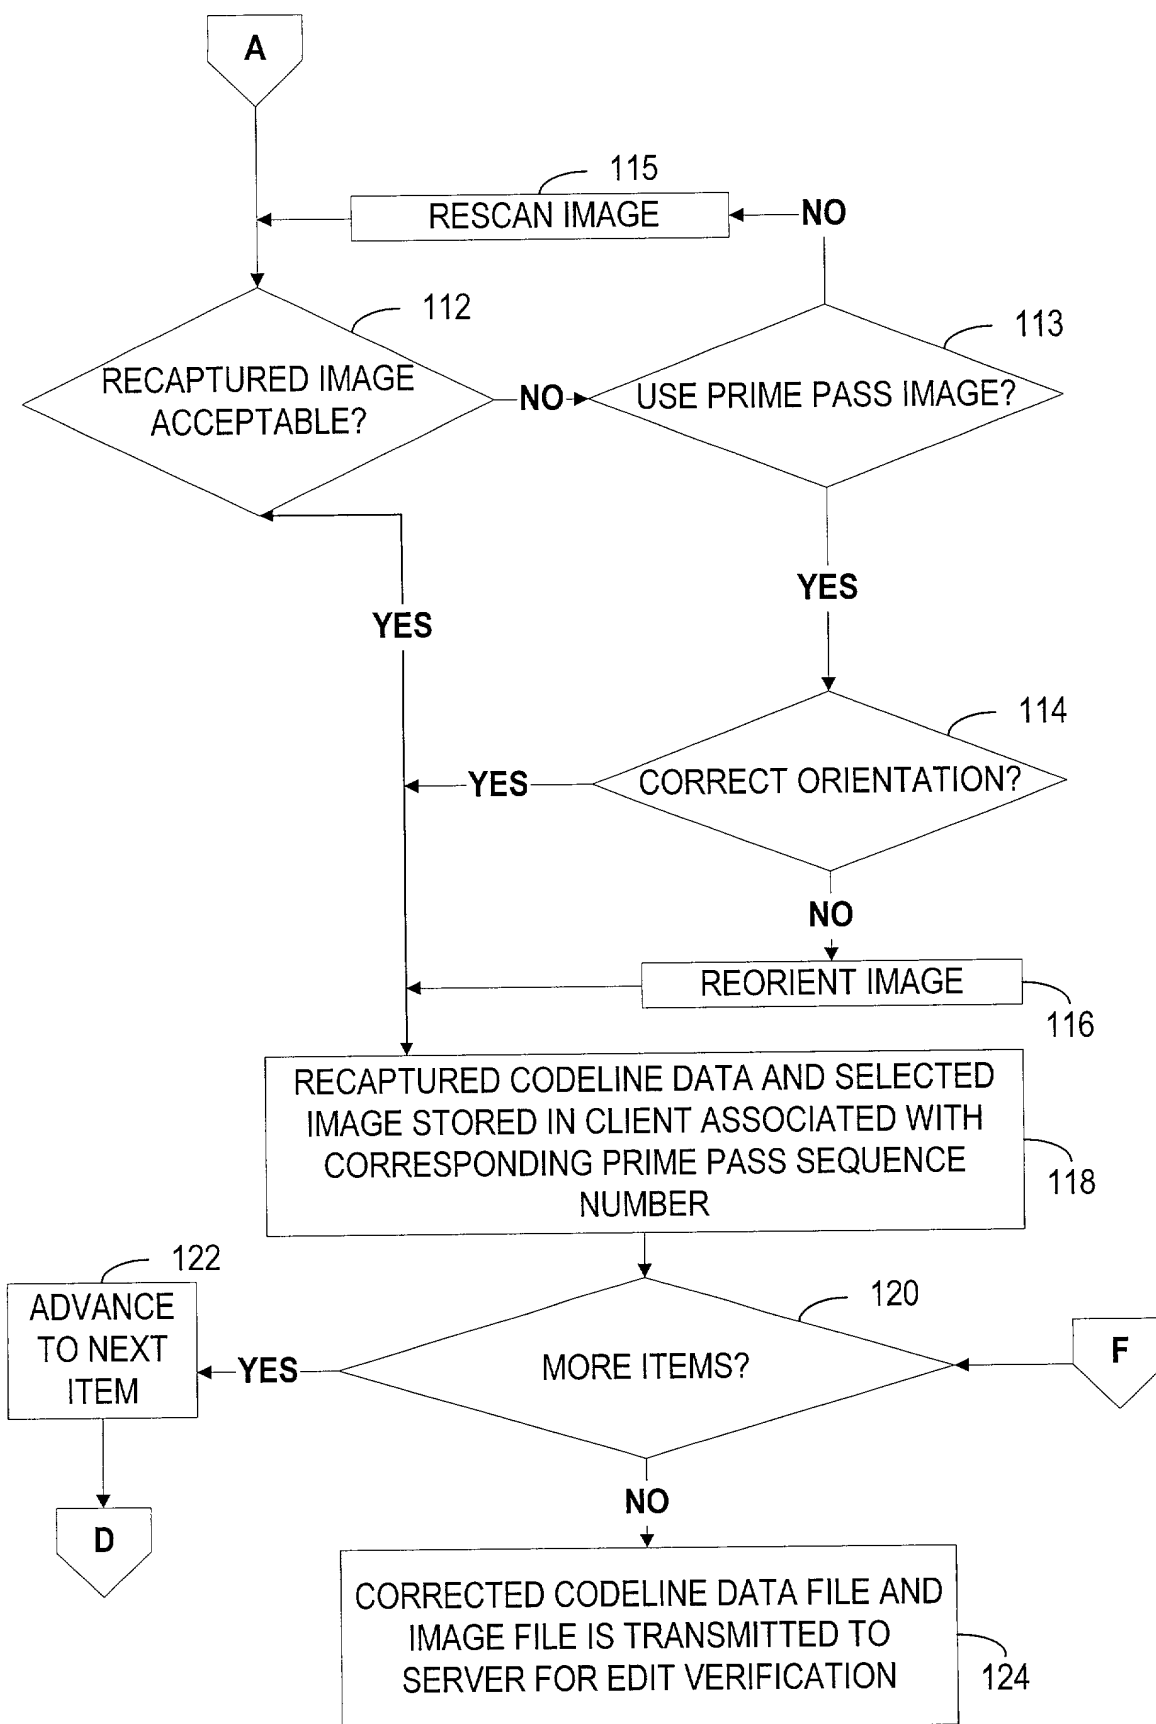 A
115
RESCAN IMAGE
NO
112
113
RECAPTURED IMAGE
ACCEPTABLE?
NO
USE PRIME PASS IMAGE?
YES
YES
114
YES
CORRECT ORIENTATION?
NO
REORIENT IMAGE
116
RECAPTURED CODELINE DATA AND SELECTED
IMAGE STORED IN CLIENT ASSOCIATED WITH
CORRESPONDING PRIME PASS SEQUENCE
NUMBER
118
122
ADVANCE
TO NEXT
ITEM
YES
120
MORE ITEMS?
F
NO
D
CORRECTED CODELINE DATA FILE AND
IMAGE FILE IS TRANSMITTED TO
SERVER FOR EDIT VERIFICATION
124